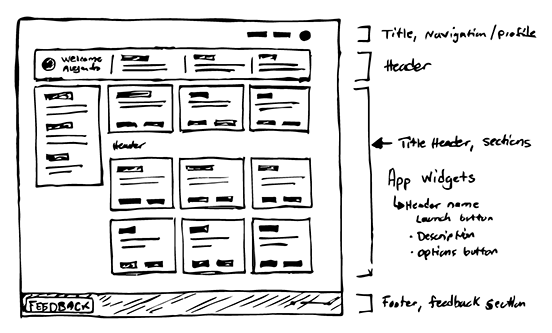 Title, Navigation/profile
Welcome
Alejandro
Header
Header
Title Header, sections
App Widgets
Header name
Launch button
· Description
· options button
FEEDBACK
Footer, feedback section